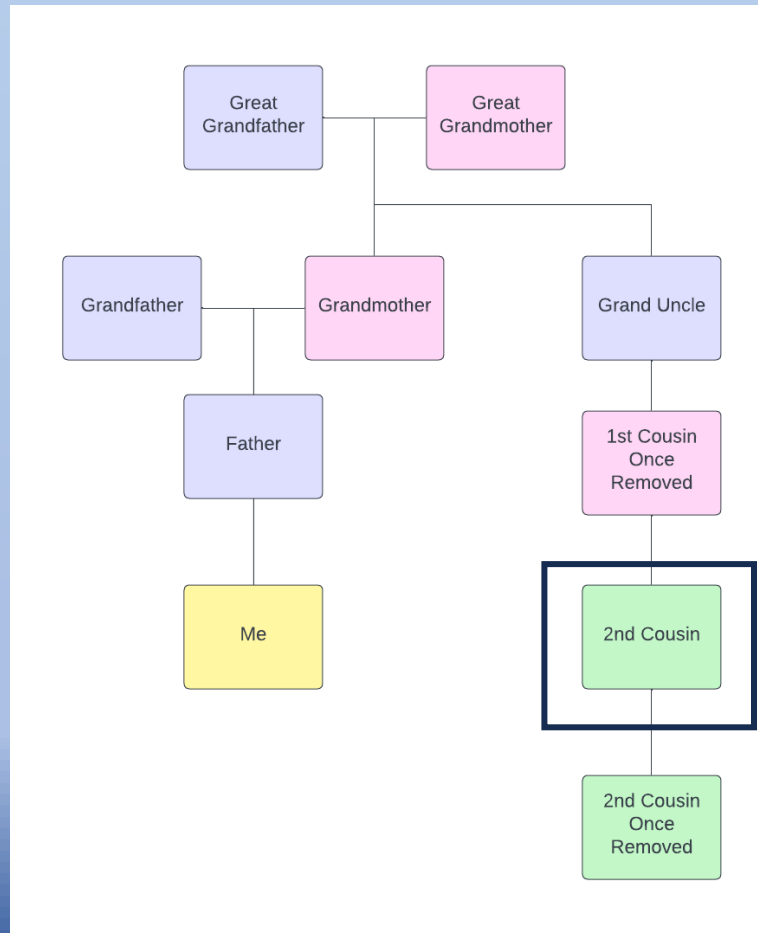 Great
Grandfather
Great
Grandmother
Grandfather
Grandmother
Grand Uncle
Father
1st Cousin
Once
Removed
Me
2nd Cousin
2nd Cousin
Once
Removed